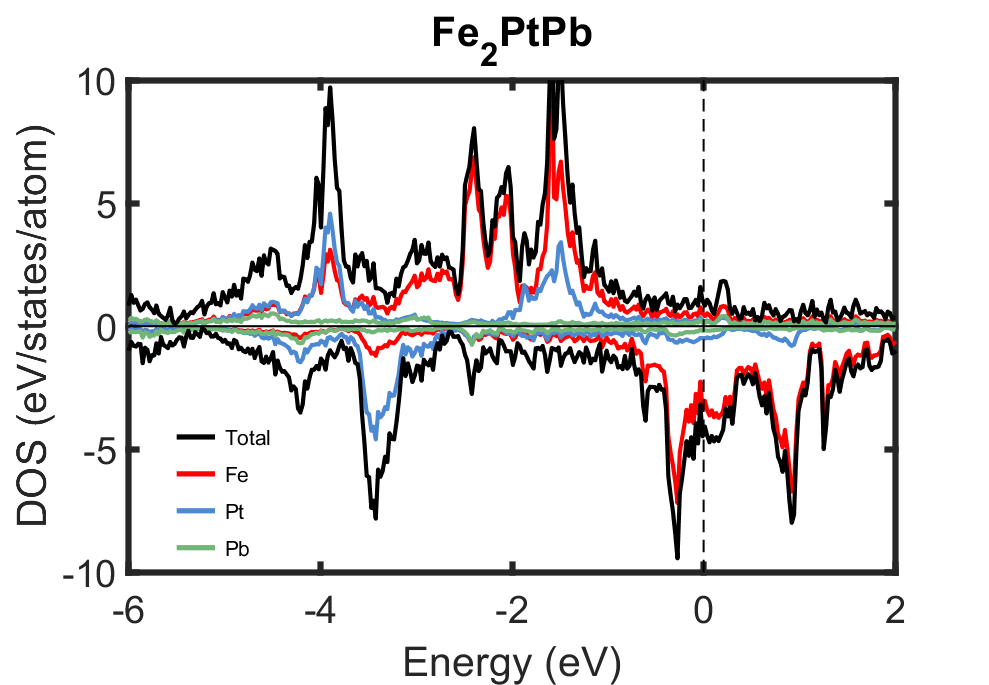 Fe₂PtPb
DOS (eV/states/atom)
10
5
0
-5
-10
Total
Fe
Pt
Pb
-6 -4 -2 0 2
Energy (eV)